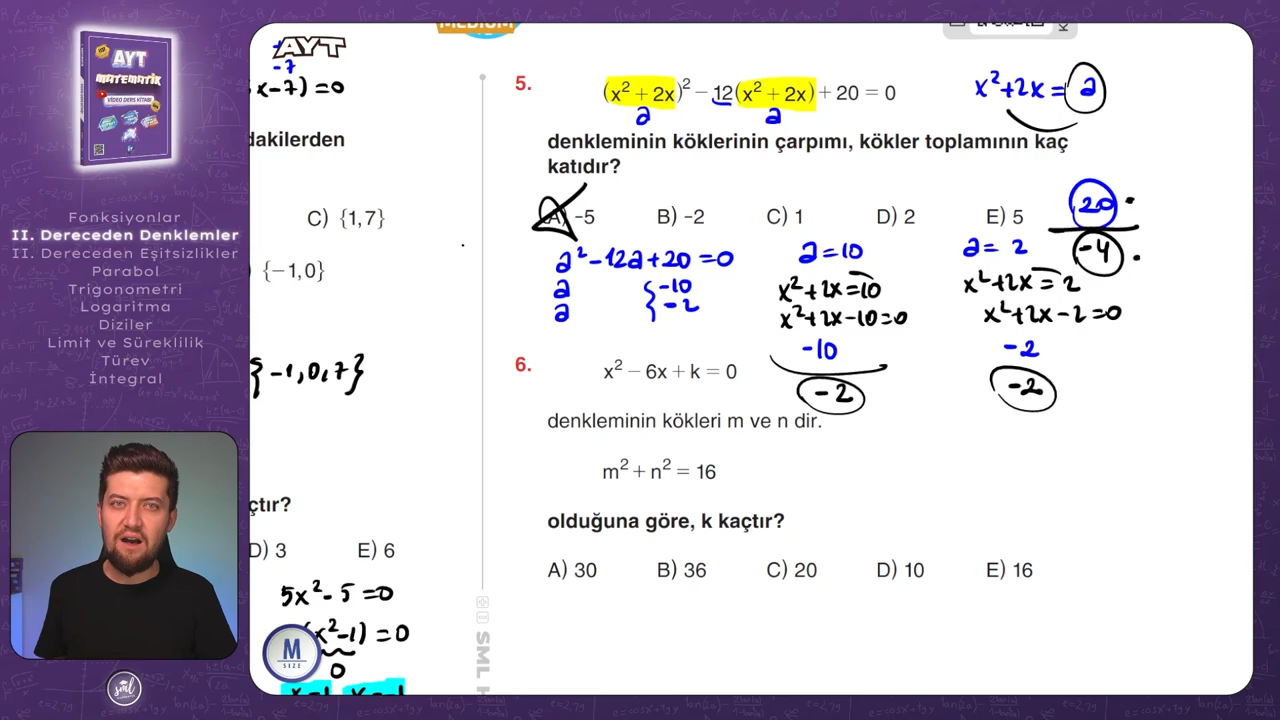 AYT
MATEMATİK
VİDEO DERS KİTABI
Fonksiyonlar
II. Dereceden Denklemler
II. Dereceden Eşitsizlikler
Parabol
Trigonometri
Logaritma
Diziler
Limit ve Süreklilik
Türev
İntegral
sml
AYT
-7
x-7)=0
dakilerden
C) {1,7}
{-1,0}
{-1,0,7}
çtır?
D) 3 E) 6
5x²-5=0
(x²-1)=0
0
M
SIZE
x=1 x=-1
MEDIUM
5. (x² + 2x)² - 12(x² + 2x) + 20 = 0
a a
x²+2x=a
denkleminin köklerinin çarpımı, kökler toplamının kaç
katıdır?
A) -5 B) -2 C) 1 D) 2 E) 5
20
-4
a²-12a+20=0
a -10
a -2
a=10
x²+2x=10
x²+2x-10=0
-10
-2
a=2
x²+2x=2
x²+2x-2=0
-2
-2
6. x² - 6x + k = 0
denkleminin kökleri m ve n dir.
m² + n² = 16
olduğuna göre, k kaçtır?
A) 30 B) 36 C) 20 D) 10 E) 16
SML